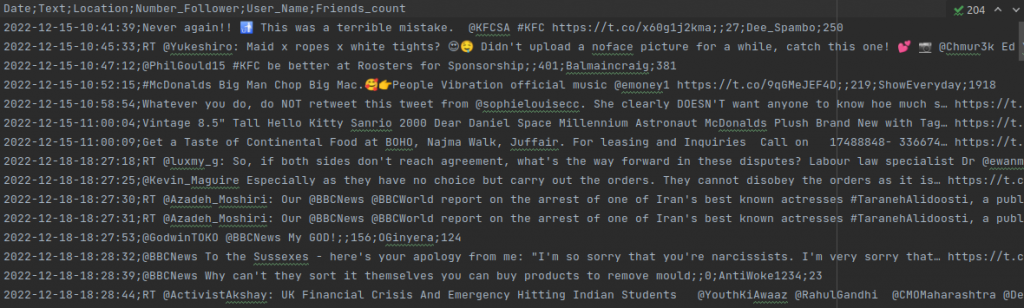 Date;Text;Location;Number_Follower;User_Name;Friends_count
204
2022-12-15-10:41:39;Never again!! 🚮 This was a terrible mistake.  @KFCSA #KFC https://t.co/x60g1j2kma;;27;Dee_Spambo;250
2022-12-15-10:45:33;RT @Yukeshiro: Maid x ropes x white tights? 😍🤤 Didn't upload a noface picture for a while, catch this one! 💕 📷 @Chmur3k Ed
2022-12-15-10:47:12;@PhilGould15 #KFC be better at Roosters for Sponsorship;;401;Balmaincraig;381
2022-12-15-10:52:15;#McDonalds Big Man Chop Big Mac.🥰👉People Vibration official music @emoney1 https://t.co/9qGMeJEF4D;;219;ShowEveryday;1918
2022-12-15-10:58:54;Whatever you do, do NOT retweet this tweet from @sophielouisecc. She clearly DOESN'T want anyone to know hoe much s… https://t.
2022-12-15-11:00:04;Vintage 8.5" Tall Hello Kitty Sanrio 2000 Dear Daniel Space Millennium Astronaut McDonalds Plush Brand New with Tag… https://t.
2022-12-15-11:00:09;Get a Taste of Continental Food at BOHO, Najma Walk, Juffair. For leasing and Inquiries  Call on   17488848- 336674… https://t.
2022-12-18-18:27:18;RT @luxmy_g: So, if both sides don't reach agreement, what's the way forward in these disputes? Labour law specialist Dr @ewanm
2022-12-18-18:27:25;@Kevin_Maguire Especially as they have no choice but carry out the orders. They cannot disobey the orders as it is… https://t.c
2022-12-18-18:27:30;RT @Azadeh_Moshiri: Our @BBCNews @BBCWorld report on the arrest of one of Iran's best known actresses #TaranehAlidoosti, a publ
2022-12-18-18:27:31;RT @Azadeh_Moshiri: Our @BBCNews @BBCWorld report on the arrest of one of Iran's best known actresses #TaranehAlidoosti, a publ
2022-12-18-18:27:53;@GodwinTOKO @BBCNews My GOD!;;156;OGinyera;124
2022-12-18-18:28:32;@BBCNews To the Sussexes - here's your apology from me: "I'm so sorry that you're narcissists. I'm very sorry that… https://t.c
2022-12-18-18:28:39;@BBCNews Why can't they sort it themselves you can buy products to remove mould;;0;AntiWoke1234;23
2022-12-18-18:28:44;RT @ActivistAkshay: UK Financial Crisis And Emergency Hitting Indian Students   @YouthKiAwaaz @RahulGandhi  @CMOMaharashtra @De